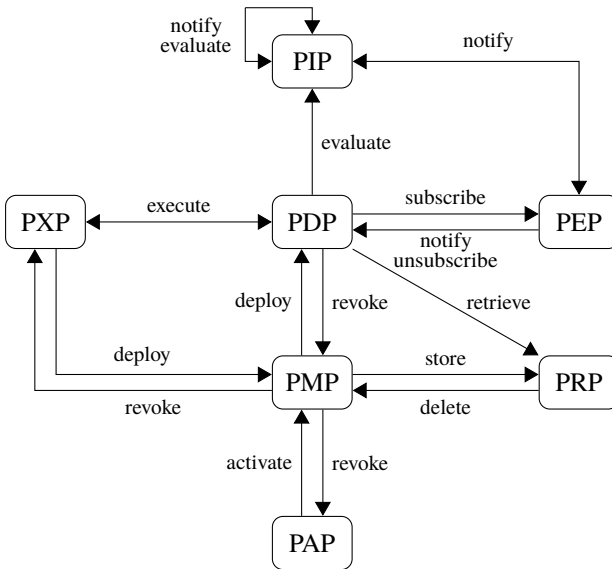 notify
evaluate
PIP
notify
evaluate
PXP
execute
PDP
subscribe
PEP
notify
unsubscribe
deploy
revoke
retrieve
deploy
PMP
store
PRP
revoke
delete
activate
revoke
PAP